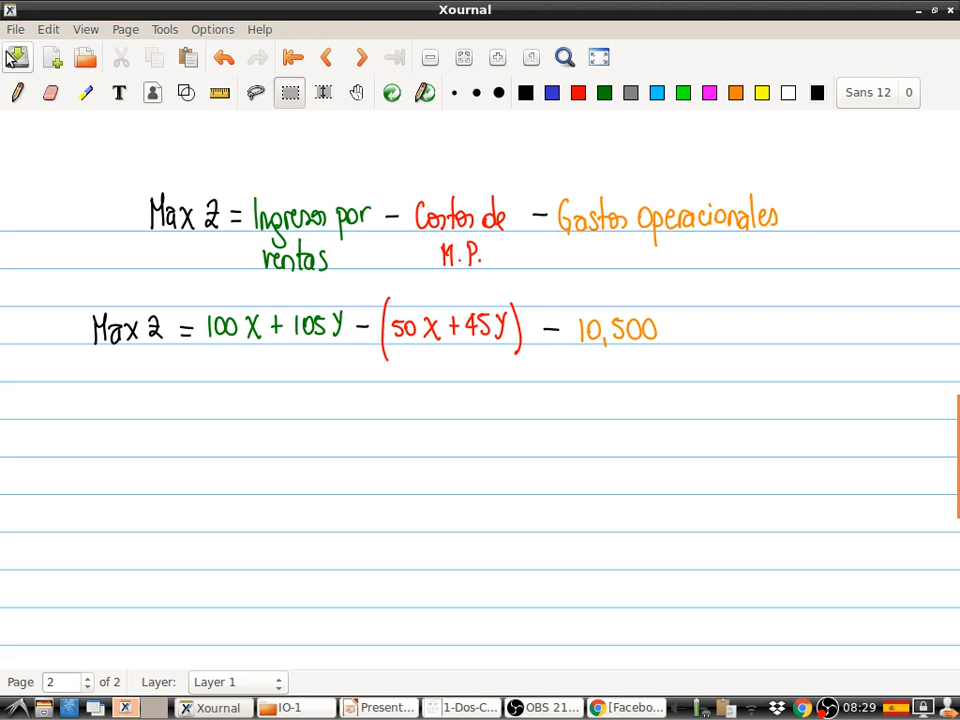 Xournal
File Edit View Page Tools Options Help
Sans 12 0
Max Z = Ingresos por - Costos de - Gastos Operacionales
ventas M.P.
Max Z = 100 X + 105 Y - (50 X + 45 Y) - 10,500
Page 2 of 2 Layer: Layer 1
Xournal IO-1 Present... 1-Dos-C... OBS 21... [Facebo... 08:29